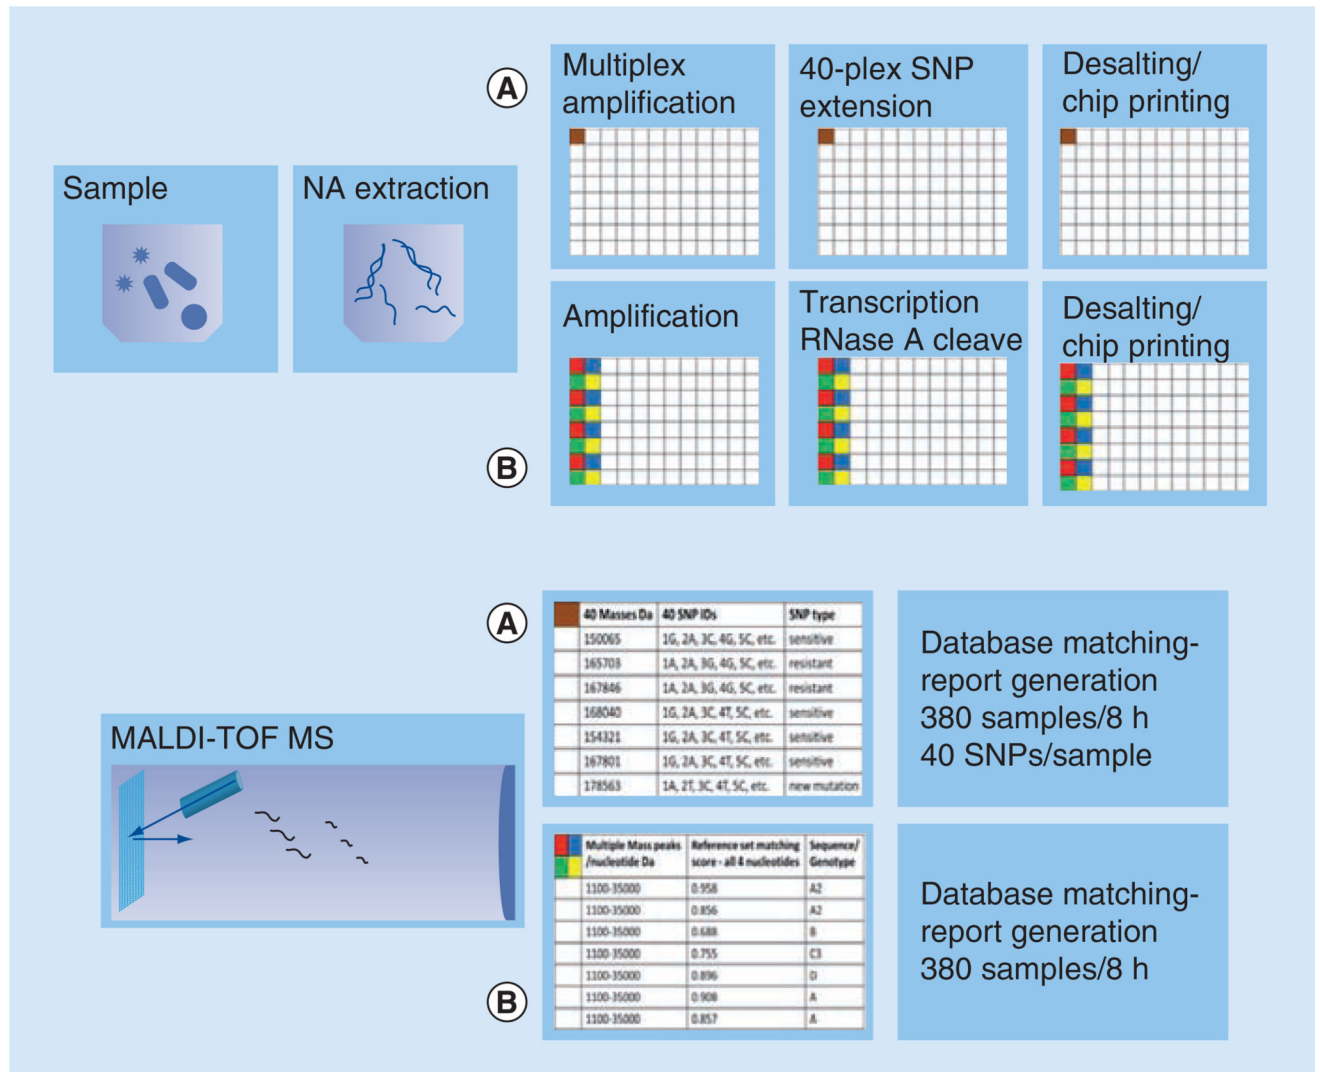 A
Multiplex
amplification
40-plex SNP
extension
Desalting/
chip printing
Sample
NA extraction
Amplification
Transcription
RNase A cleave
Desalting/
chip printing
B
A
40 Masses Da 40 SNP IDs SNP type
150065 1G, 2A, 3C, 4G, 5C, etc. sensitive
165703 1A, 2A, 3G, 4G, 5C, etc. resistant
167846 1A, 2A, 3G, 4G, 5C, etc. resistant
168040 1G, 2A, 3C, 4T, 5C, etc. sensitive
154321 1G, 2A, 3C, 4T, 5C, etc. sensitive
167801 1G, 2A, 3C, 4T, 5C, etc. sensitive
178563 1A, 2T, 3C, 4T, 5C, etc. new mutation
Database matching-
report generation
380 samples/8 h
40 SNPs/sample
MALDI-TOF MS
B
Multiple Mass peaks Reference set matching Sequence/
/nucleotide Da score - all 4 nucleotides Genotype
1100-35000 0.958 A2
1100-35000 0.856 A2
1100-35000 0.688 B
1100-35000 0.755 C3
1100-35000 0.896 D
1100-35000 0.908 A
1100-35000 0.857 A
Database matching-
report generation
380 samples/8 h